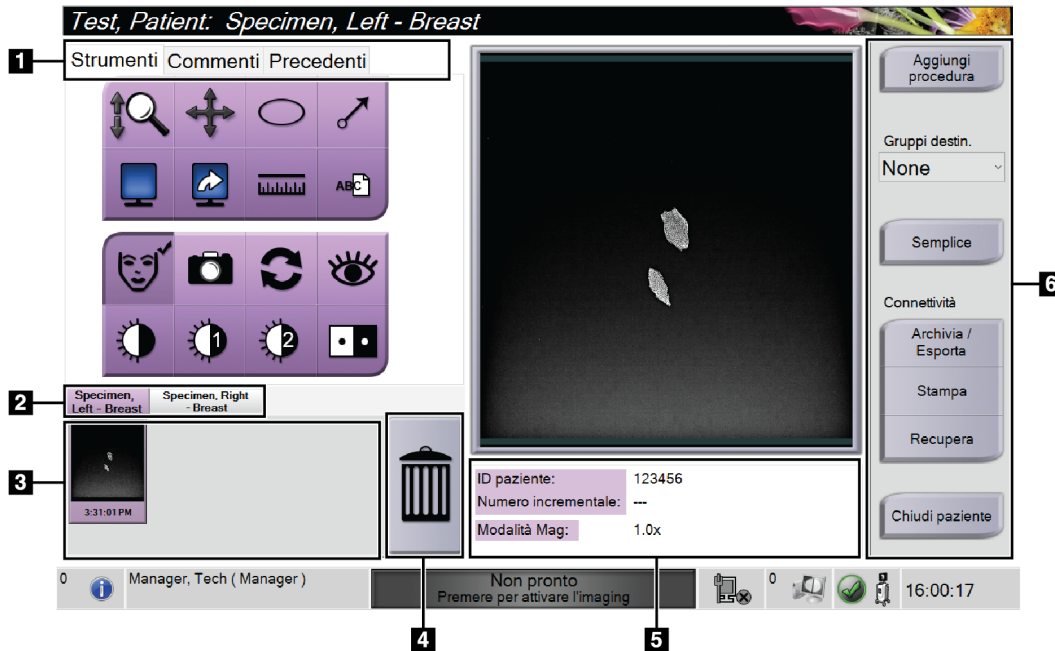 Test, Patient: Specimen, Left - Breast
1
Strumenti Commenti Precedenti
ABC
1
2
2
Specimen,
Left - Breast
Specimen, Right
- Breast
3
3:31:01 PM
4
ID paziente: 123456
Numero incrementale: ---
Modalità Mag: 1.0x
5
Aggiungi
procedura
Gruppi destin.
None
Semplice
6
Connettività
Archivia /
Esporta
Stampa
Recupera
Chiudi paziente
0
i
Manager, Tech ( Manager )
Non pronto
Premere per attivare l'imaging
0
16:00:17